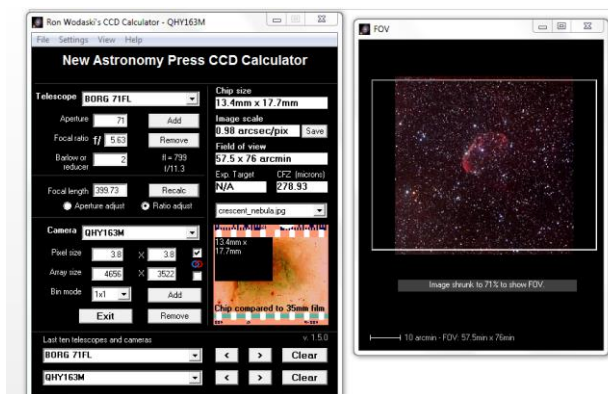 Ron Wodaski's CCD Calculator - QHY163M
File Settings View Help
New Astronomy Press CCD Calculator
Telescope BORG 71FL
Aperture 71 Add
Focal ratio f/ 5.63 Remove
Barlow or reducer 2 fl = 799 f/11.3
Focal length 399.73 Recalc
Aperture adjust Ratio adjust
Camera QHY163M
Pixel size 3.8 X 3.8
Array size 4656 X 3522
CD
Bin mode 1x1 Add
Exit Remove
Chip size
13.4mm x 17.7mm
Image scale
0.98 arcsec/pix Save
Field of view
57.5 x 76 arcmin
Exp. Target CFZ (microns)
N/A 278.93
crescent_nebula.jpg
13.4mm x
17.7mm
Chip compared to 35mm film
Last ten telescopes and cameras v. 1.5.0
BORG 71FL < > Clear
QHY163M < > Clear
FOV
Image shrunk to 71% to show FOV.
10 arcmin - FOV: 57.5min x 76min